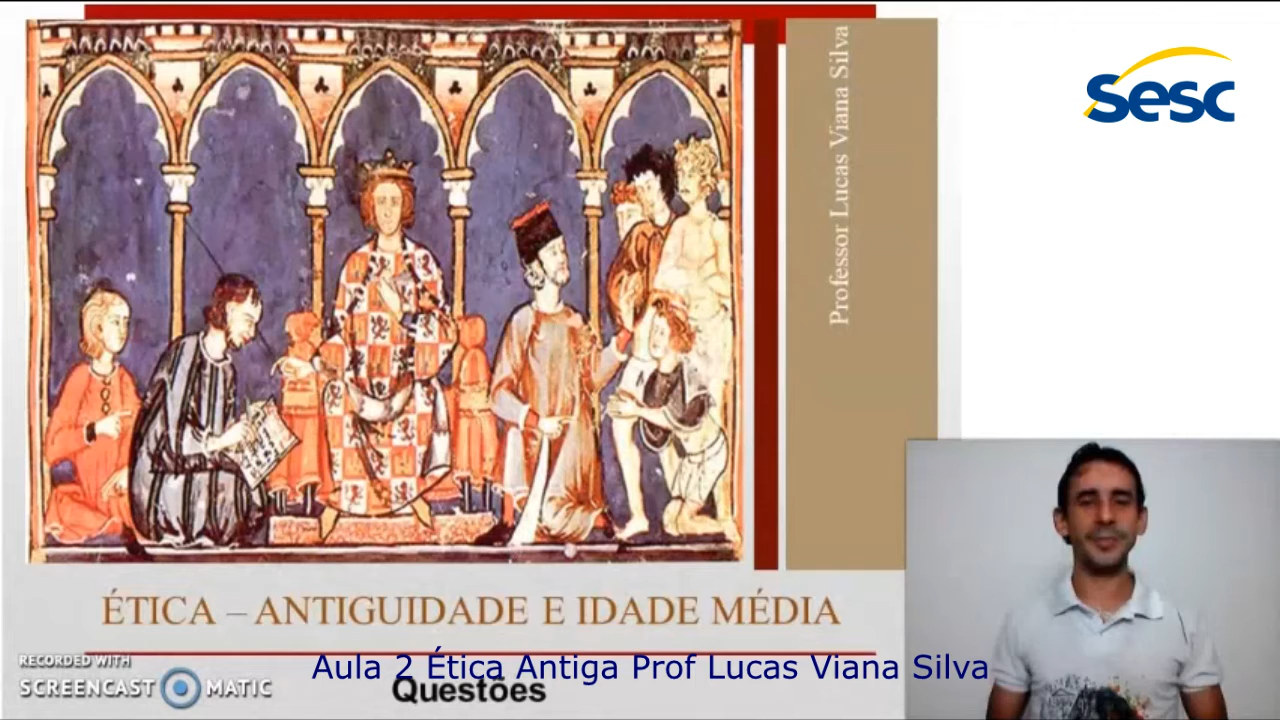 Professor Lucas Viana Silva
Sesc
ÉTICA – ANTIGUIDADE E IDADE MÉDIA
RECORDED WITH
SCREENCAST MATIC
Aula 2 Ética Antiga Prof Lucas Viana Silva
Questões